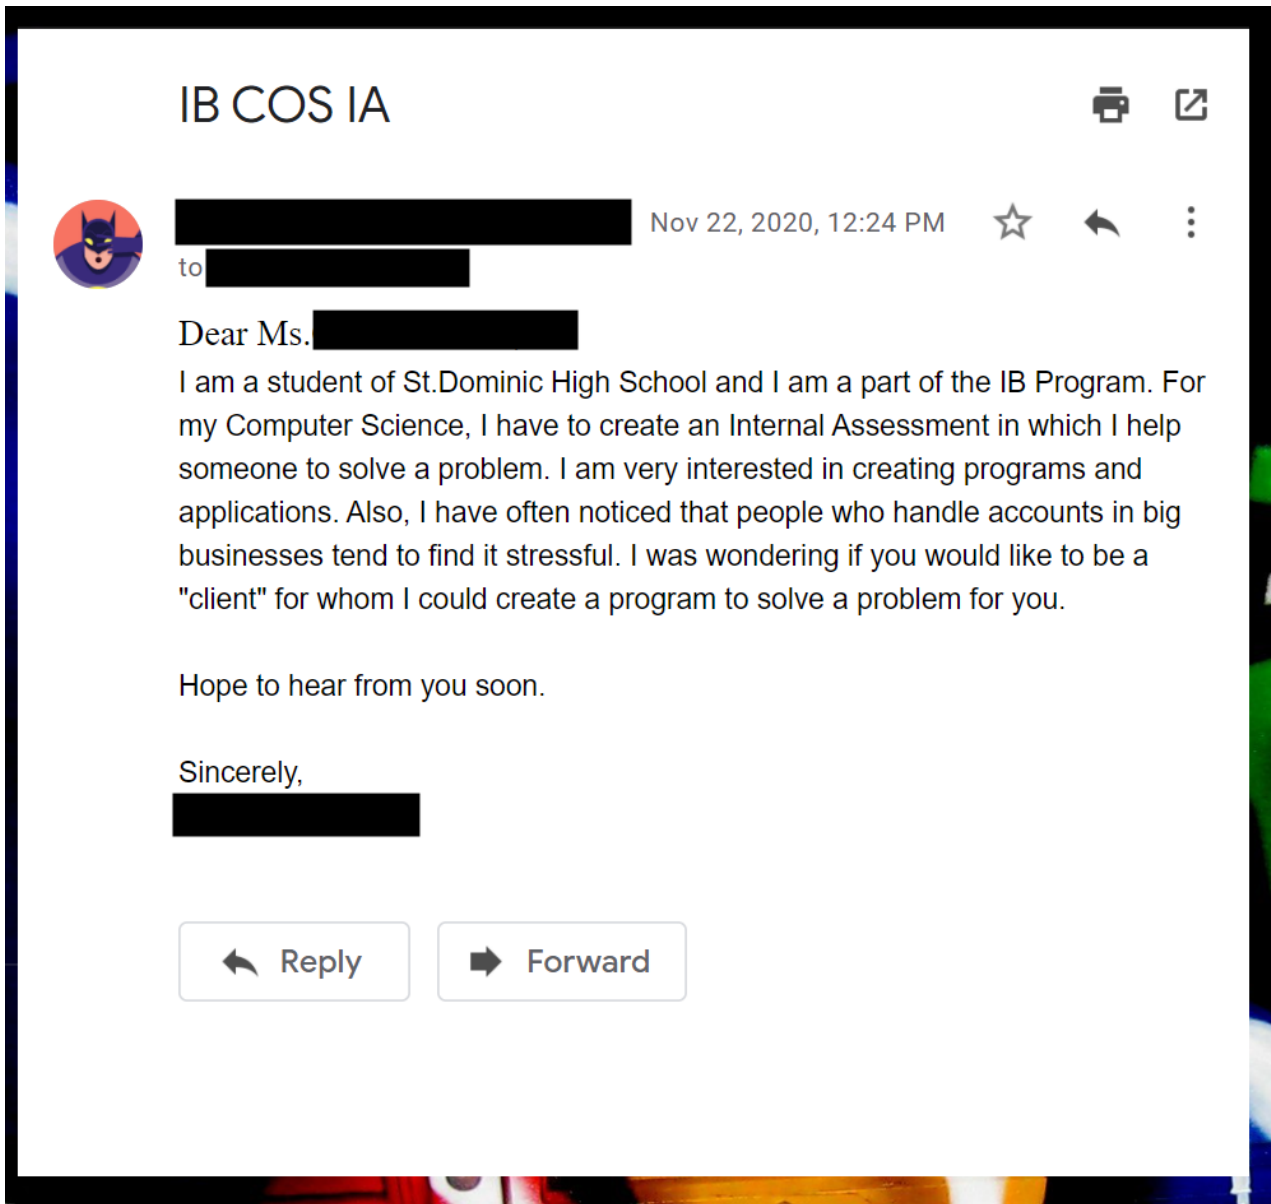 IB COS IA
Nov 22, 2020, 12:24 PM
to
Dear Ms.
I am a student of St.Dominic High School and I am a part of the IB Program. For
my Computer Science, I have to create an Internal Assessment in which I help
someone to solve a problem. I am very interested in creating programs and
applications. Also, I have often noticed that people who handle accounts in big
businesses tend to find it stressful. I was wondering if you would like to be a
"client" for whom I could create a program to solve a problem for you.
Hope to hear from you soon.
Sincerely,
Reply Forward